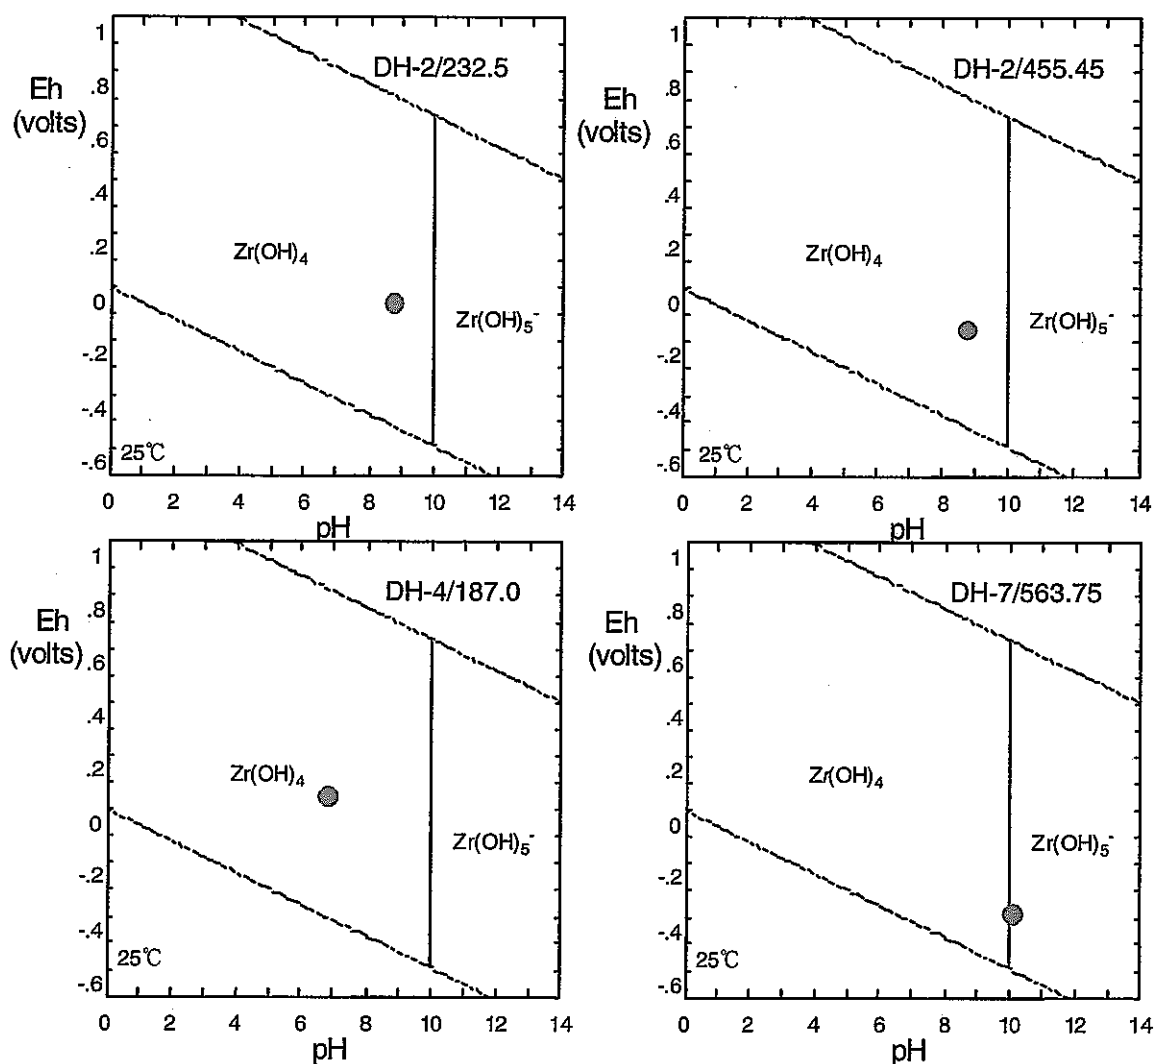 1
DH-2/232.5
Eh
(volts)
.8
.6
.4
.2
Zr(OH)₄
0
Zr(OH)₅⁻
-.2
-.4
25℃
-.6
0 2 4 6 8 10 12 14
pH
1
DH-2/455.45
Eh
(volts)
.8
.6
.4
.2
Zr(OH)₄
0
Zr(OH)₅⁻
-.2
-.4
25℃
-.6
0 2 4 6 8 10 12 14
pH
1
DH-4/187.0
Eh
(volts)
.8
.6
.4
.2
Zr(OH)₄
0
Zr(OH)₅⁻
-.2
-.4
25℃
-.6
0 2 4 6 8 10 12 14
pH
1
DH-7/563.75
Eh
(volts)
.8
.6
.4
.2
Zr(OH)₄
0
Zr(OH)₅⁻
-.2
-.4
25℃
-.6
0 2 4 6 8 10 12 14
pH